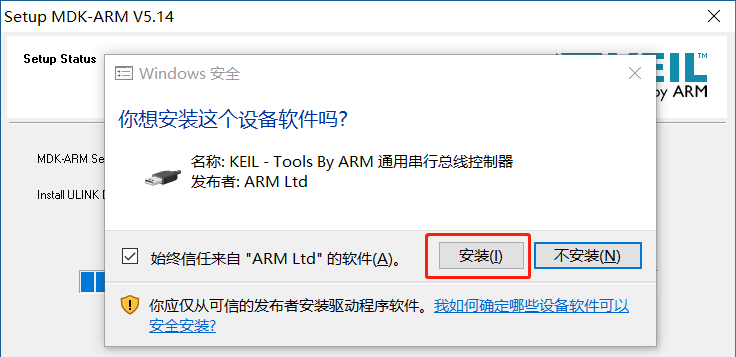 Setup MDK-ARM V5.14
Setup Status
KEIL™
by ARM
Windows 安全
你想安装这个设备软件吗?
名称: KEIL - Tools By ARM 通用串行总线控制器
发布者: ARM Ltd
MDK-ARM Se
Install ULINK
始终信任来自 "ARM Ltd" 的软件(A)。
安装(I)
不安装(N)
你应仅从可信的发布者安装驱动程序软件。我如何确定哪些设备软件可以
安全安装?